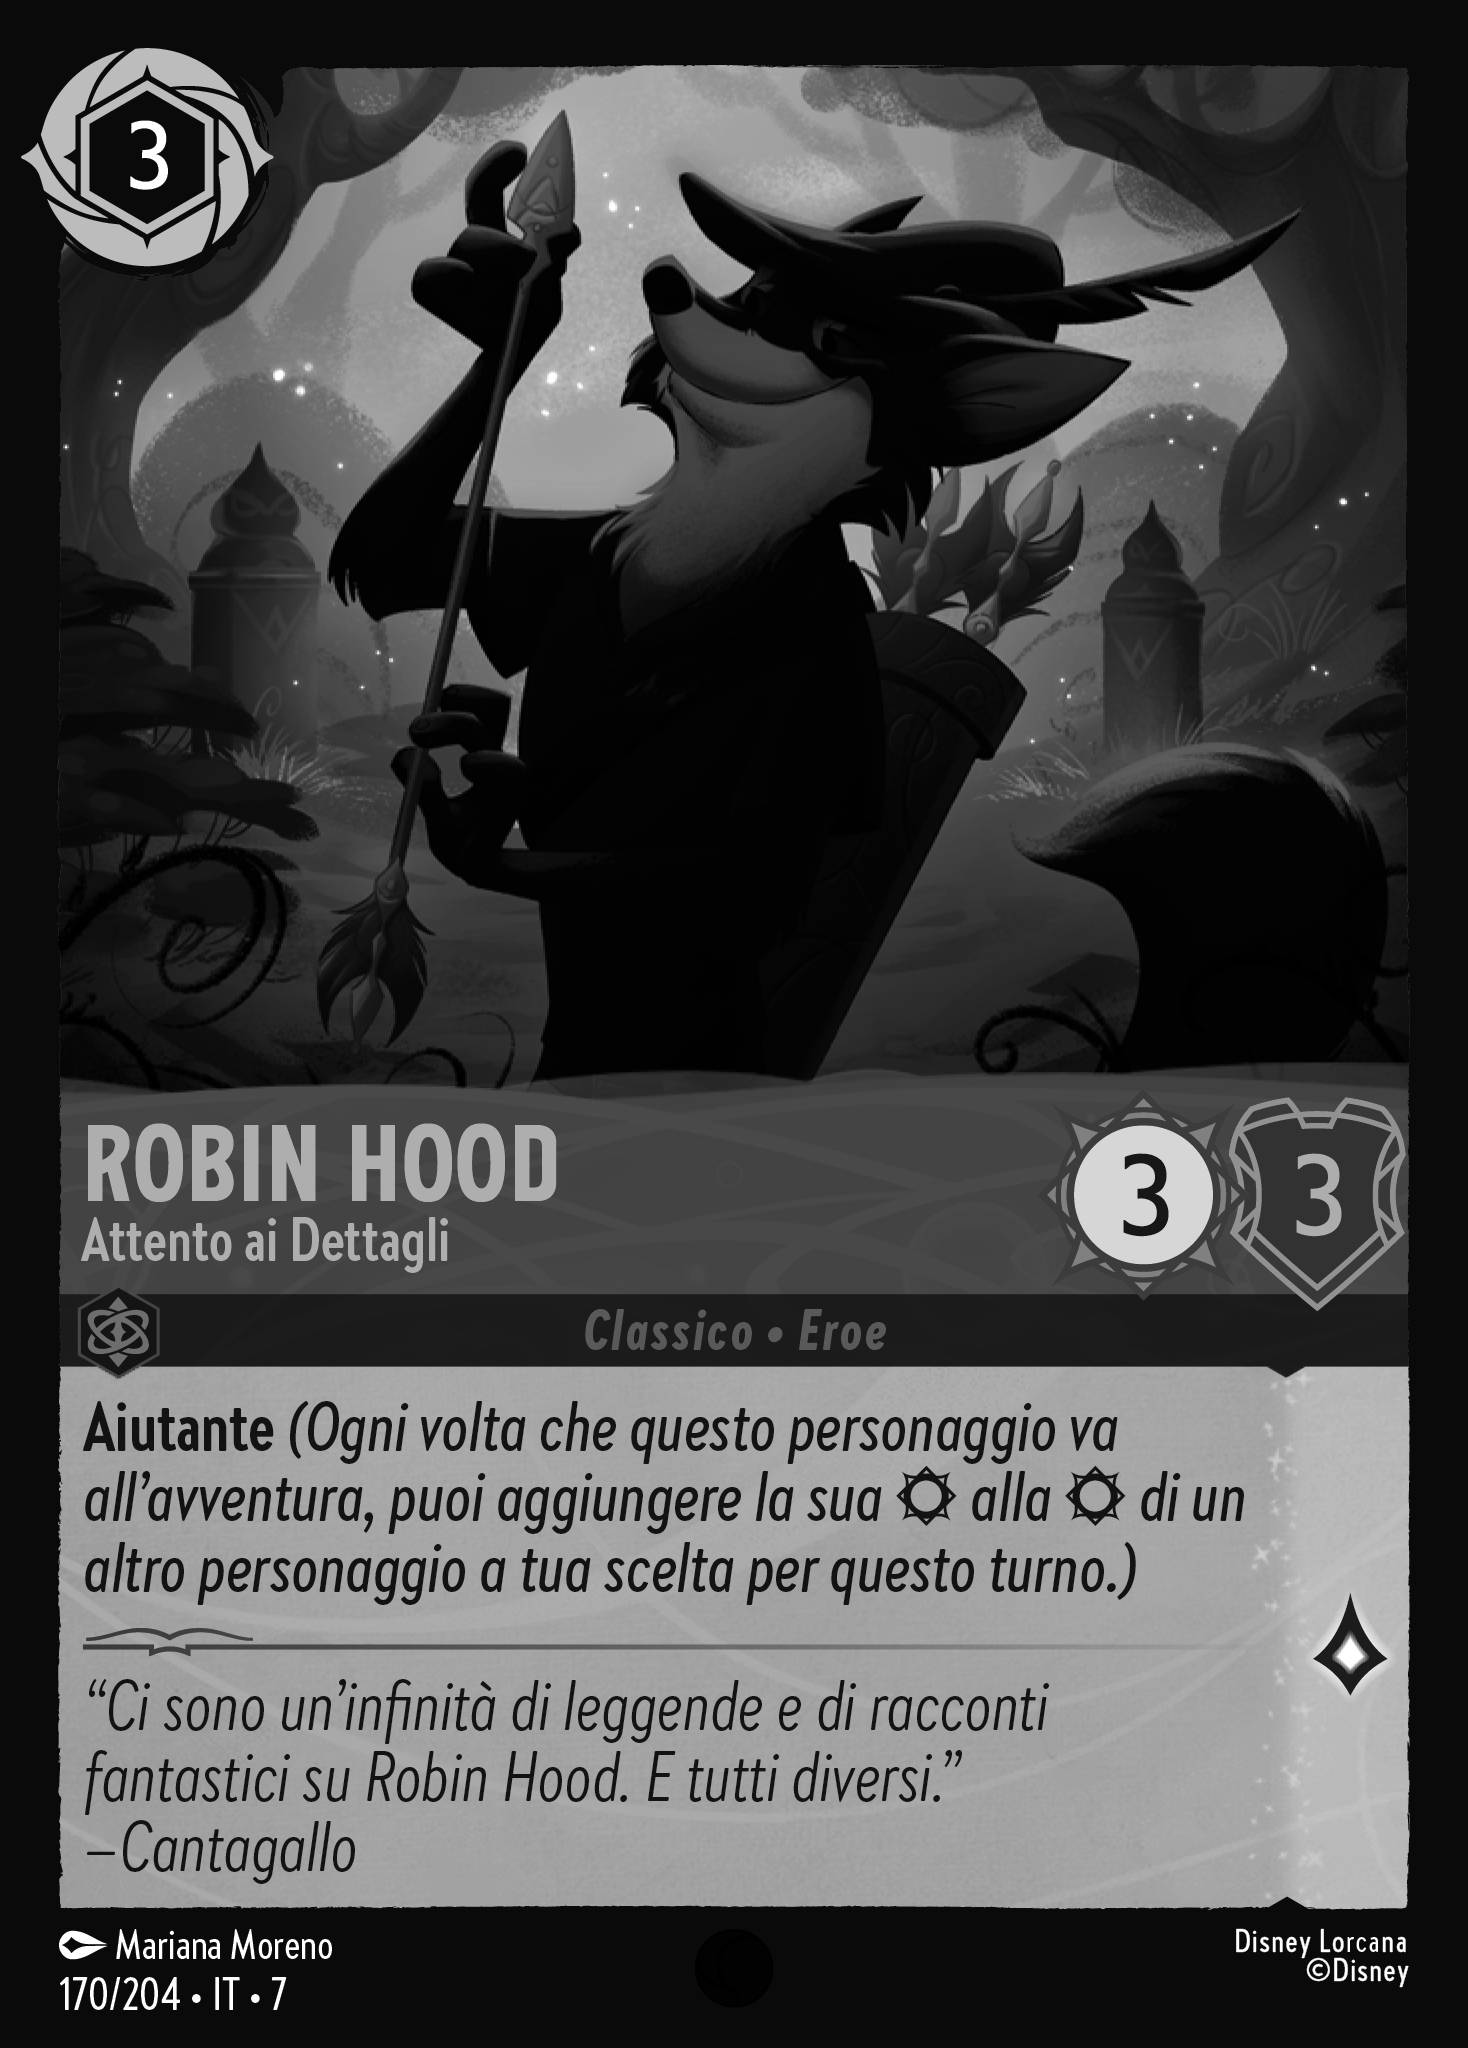 3
ROBIN HOOD
Attento ai Dettagli
3 3
Classico • Eroe
Aiutante (Ogni volta che questo personaggio va
all’avventura, puoi aggiungere la sua alla di un
altro personaggio a tua scelta per questo turno.)
“Ci sono un’infinità di leggende e di racconti
fantastici su Robin Hood. E tutti diversi.”
–Cantagallo
Mariana Moreno
170/204 • IT • 7
Disney Lorcana
©Disney